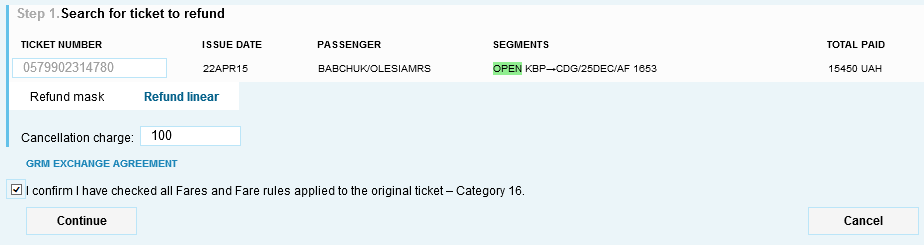 Step 1.Search for ticket to refund
TICKET NUMBER ISSUE DATE PASSENGER SEGMENTS TOTAL PAID
0579902314780 22APR15 BABCHUK/OLESIAMRS OPEN KBP→CDG/25DEC/AF 1653 15450 UAH
Refund mask Refund linear
Cancellation charge: 100
GRM EXCHANGE AGREEMENT
I confirm I have checked all Fares and Fare rules applied to the original ticket – Category 16.
Continue Cancel